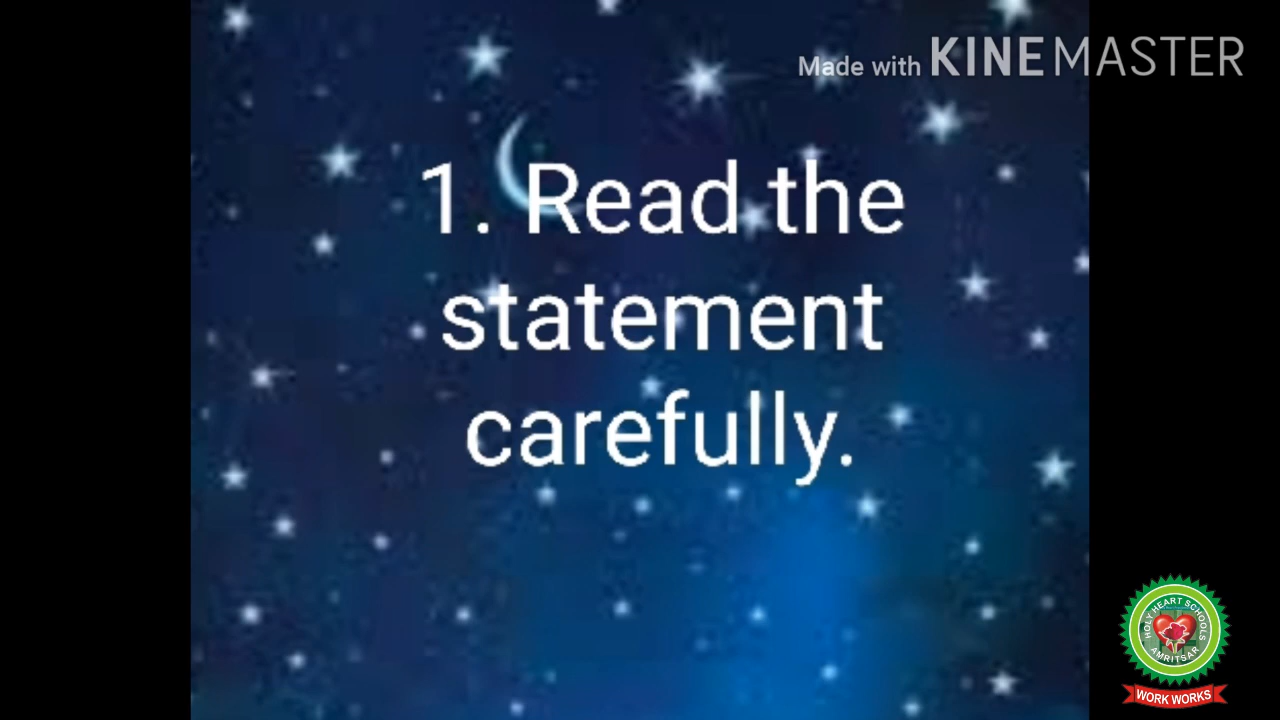 Made with KINEMASTER
1. Read the
statement
carefully.
HOLY HEART SCHOOLS
AMRITSAR
WORK WORKS